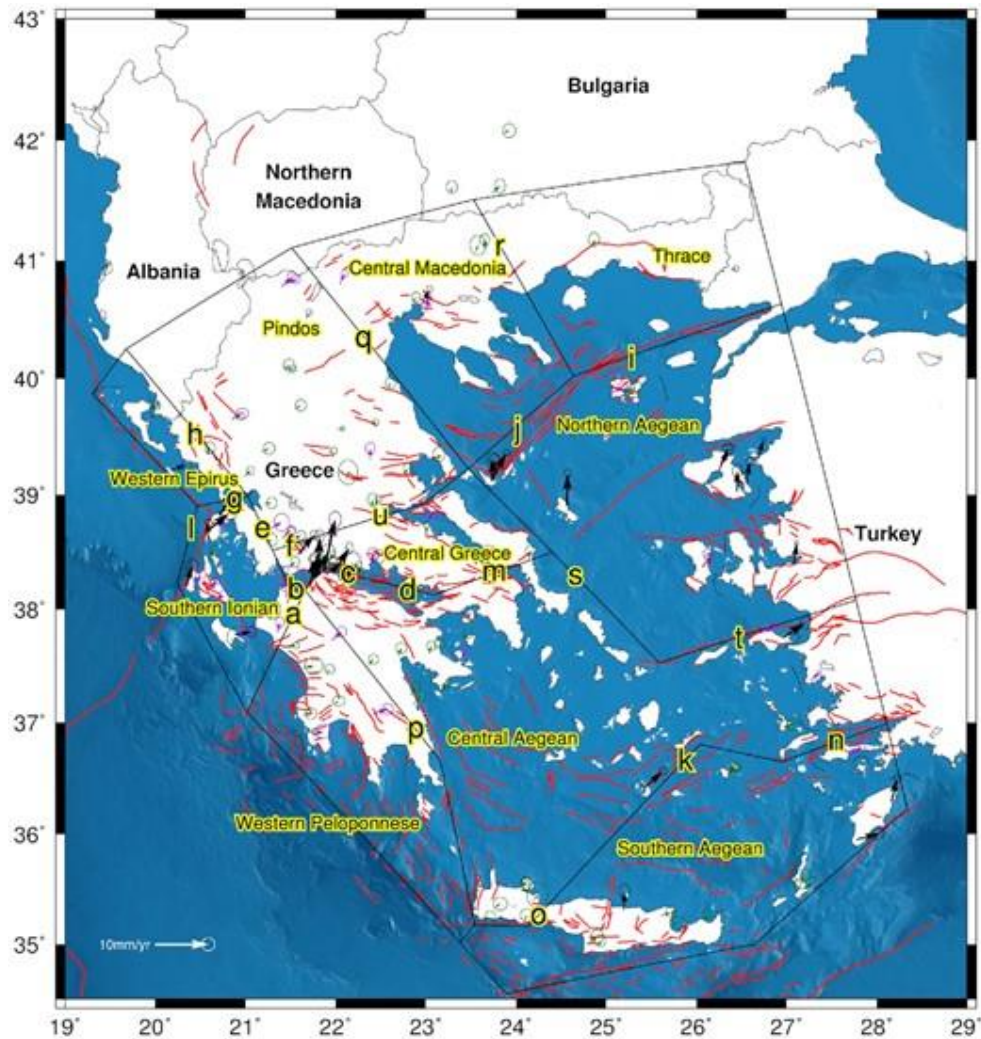 43°
42°
41°
40°
39°
38°
37°
36°
35°
Bulgaria
Northern
Macedonia
Albania
r
Central Macedonia
Thrace
Pindos
q
i
j
Northern Aegean
h
Greece
Western Epirus
g
l
e
u
f
Central Greece
Turkey
c
m
s
b
d
Southern Ionian
a
t
p
Central Aegean
n
k
Western Peloponnese
Southern Aegean
o
10mm/yr
19° 20° 21° 22° 23° 24° 25° 26° 27° 28° 29°